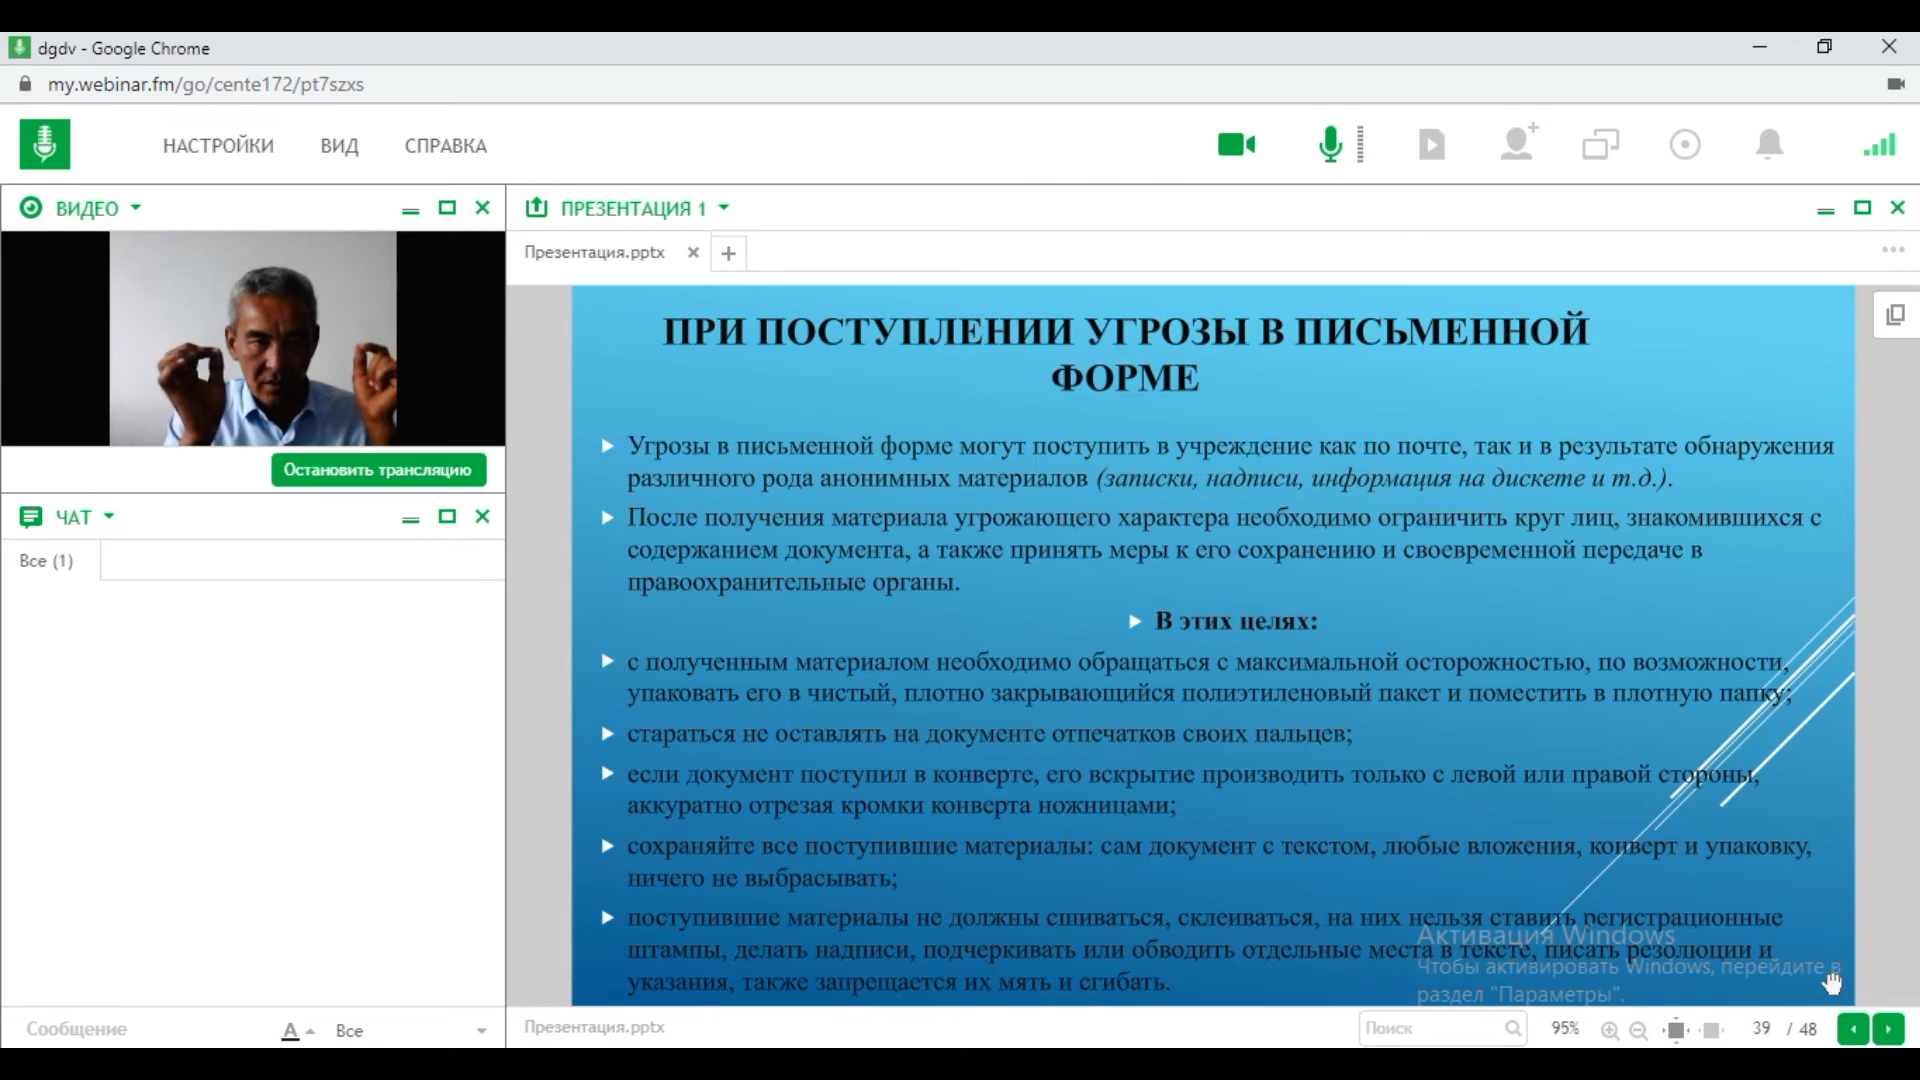 dgdv - Google Chrome
my.webinar.fm/go/cente172/pt7szxs
НАСТРОЙКИ ВИД СПРАВКА
ВИДЕО
Остановить трансляцию
ЧАТ
Все (1)
Сообщение A Все
ПРЕЗЕНТАЦИЯ 1
Презентация.pptx
ПРИ ПОСТУПЛЕНИИ УГРОЗЫ В ПИСЬМЕННОЙ
ФОРМЕ
Угрозы в письменной форме могут поступить в учреждение как по почте, так и в результате обнаружения
различного рода анонимных материалов (записки, надписи, информация на дискете и т.д.).
После получения материала угрожающего характера необходимо ограничить круг лиц, знакомившихся с
содержанием документа, а также принять меры к его сохранению и своевременной передаче в
правоохранительные органы.
В этих целях:
с полученным материалом необходимо обращаться с максимальной осторожностью, по возможности,
упаковать его в чистый, плотно закрывающийся полиэтиленовый пакет и поместить в плотную папку;
стараться не оставлять на документе отпечатков своих пальцев;
если документ поступил в конверте, его вскрытие производить только с левой или правой стороны,
аккуратно отрезая кромки конверта ножницами;
сохраняйте все поступившие материалы: сам документ с текстом, любые вложения, конверт и упаковку,
ничего не выбрасывать;
поступившие материалы не должны сшиваться, склеиваться, на них нельзя ставить регистрационные
штампы, делать надписи, подчеркивать или обводить отдельные места в тексте, писать резолюции и
указания, также запрещается их мять и сгибать.
Активация Windows
Чтобы активировать Windows, перейдите в
раздел "Параметры".
Презентация.pptx
Поиск 95% 39 / 48